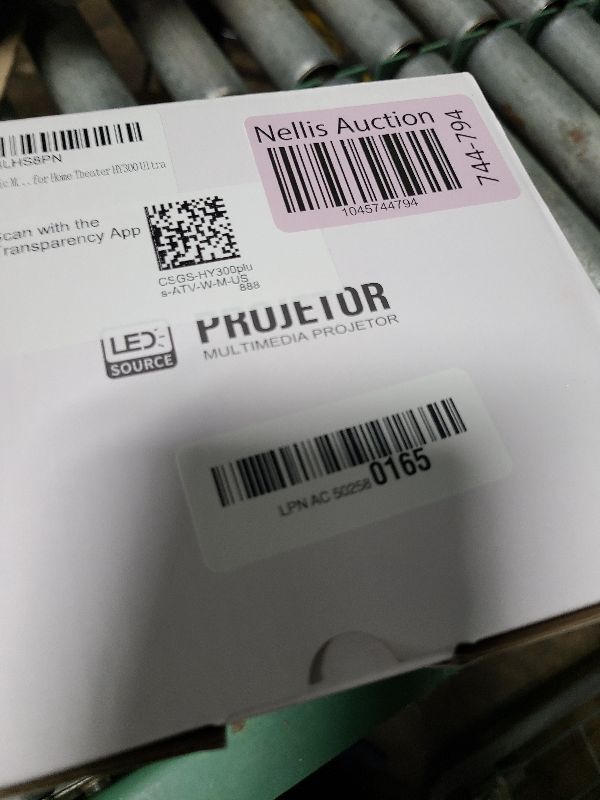 LHS8PN
ic M... for Home Theater HY300 Ultra
Scan with the
Transparency App
CSGS-HY300plu
s-ATV-W-M-US
888
Nellis Auction
1045744794
744-794
LED
SOURCE
PROJETOR
MULTIMEDIA PROJETOR
LPN AC 50258 0165